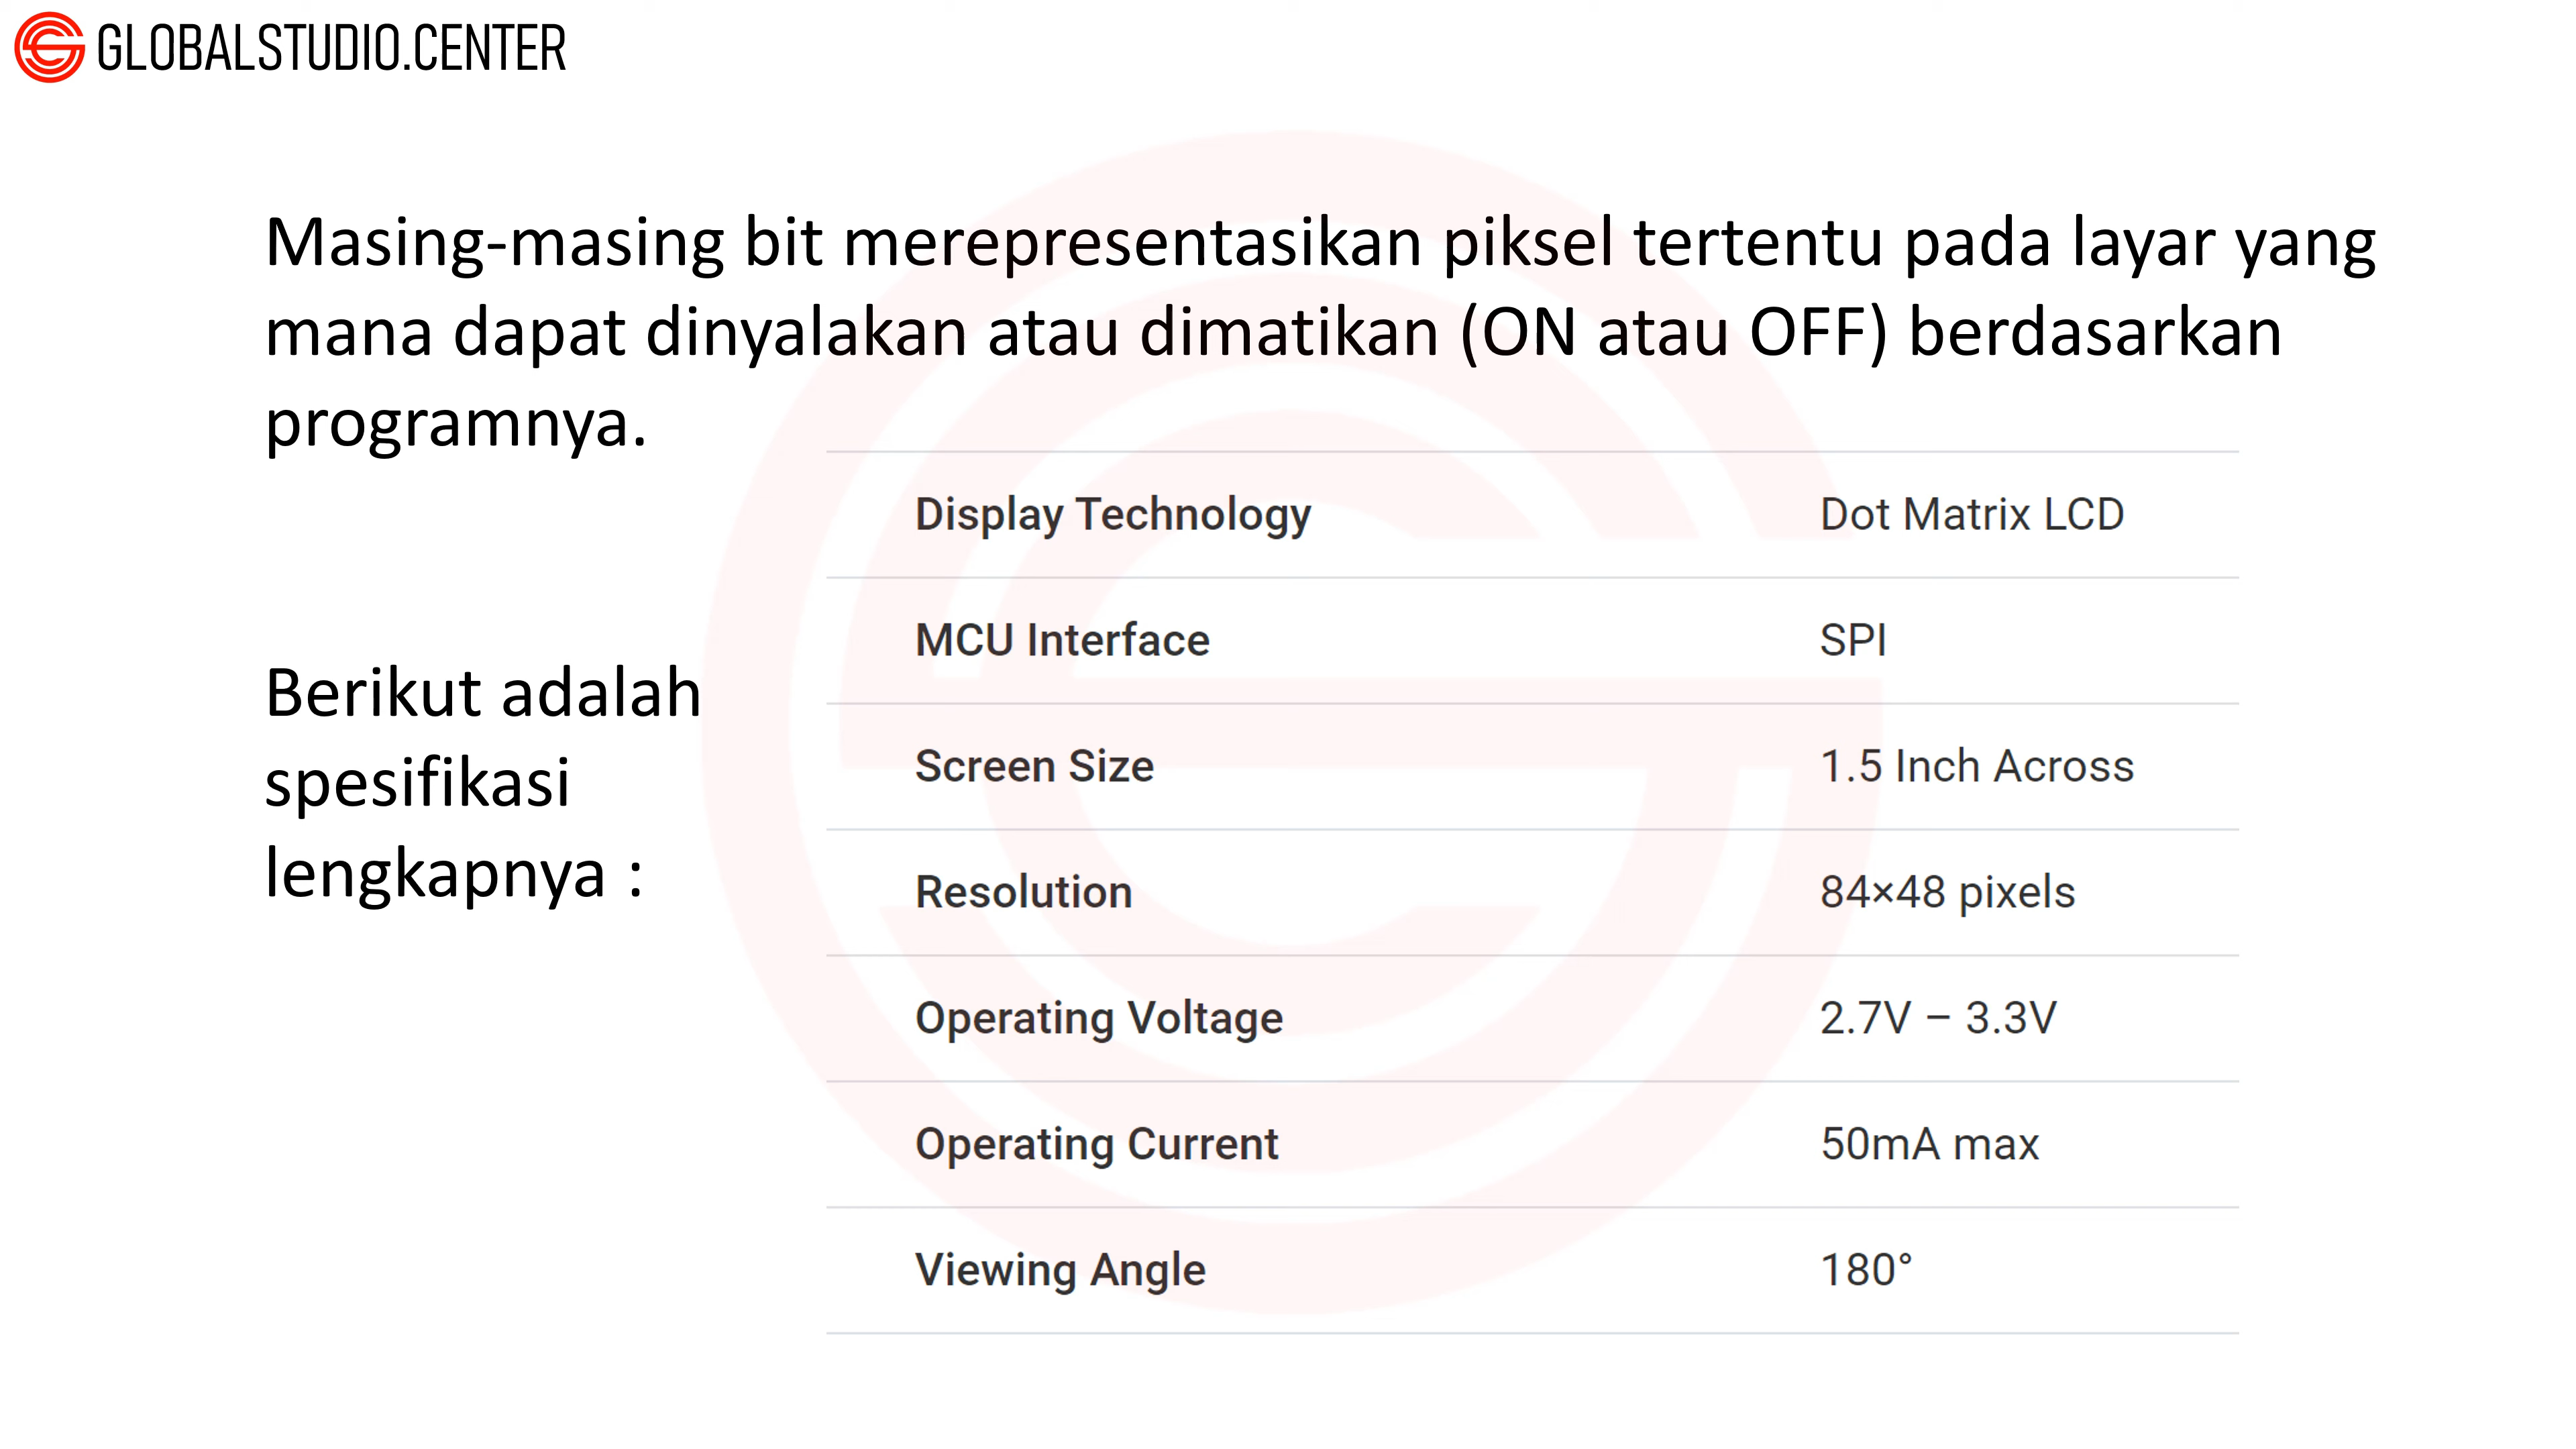 GLOBALSTUDIO.CENTER
Masing-masing bit merepresentasikan piksel tertentu pada layar yang
mana dapat dinyalakan atau dimatikan (ON atau OFF) berdasarkan
programnya.
Berikut adalah
spesifikasi
lengkapnya :
Display Technology Dot Matrix LCD
MCU Interface SPI
Screen Size 1.5 Inch Across
Resolution 84×48 pixels
Operating Voltage 2.7V – 3.3V
Operating Current 50mA max
Viewing Angle 180°